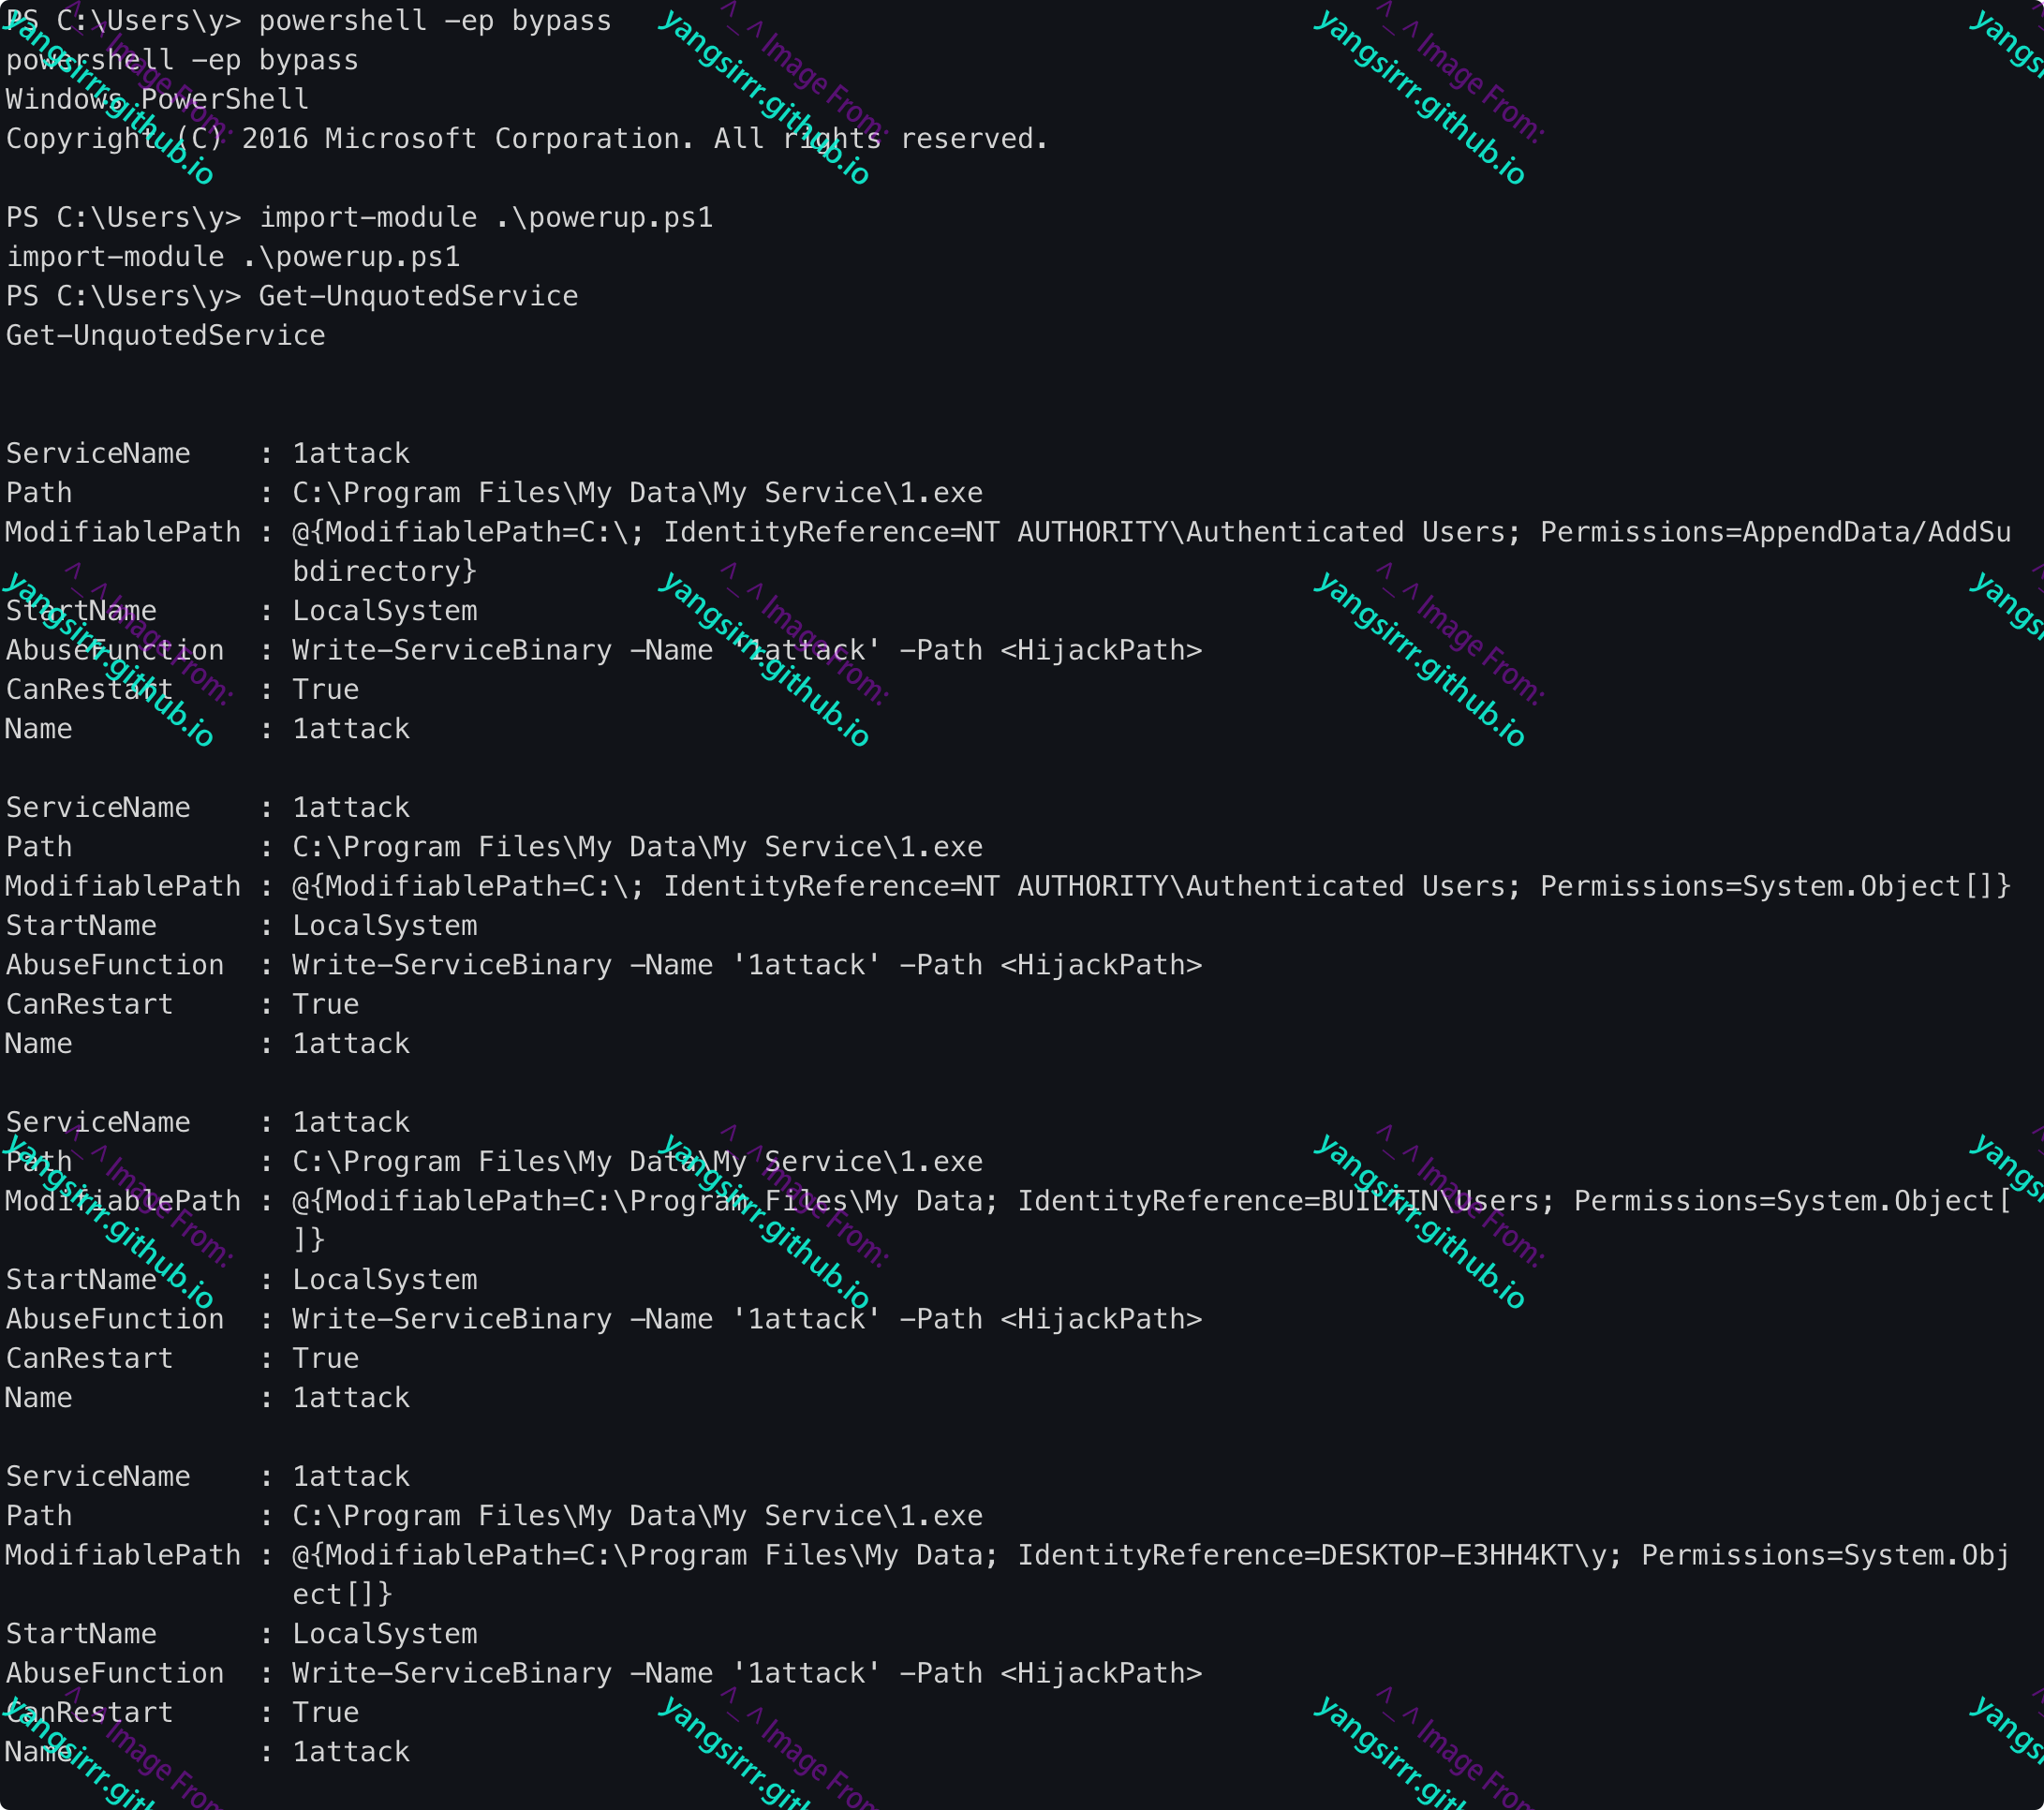 PS C:\Users\y> powershell -ep bypass
powershell -ep bypass
Windows PowerShell
Copyright (C) 2016 Microsoft Corporation. All rights reserved.
PS C:\Users\y> import-module .\powerup.ps1
import-module .\powerup.ps1
PS C:\Users\y> Get-UnquotedService
Get-UnquotedService
ServiceName    : 1attack
Path           : C:\Program Files\My Data\My Service\1.exe
ModifiablePath : @{ModifiablePath=C:\; IdentityReference=NT AUTHORITY\Authenticated Users; Permissions=AppendData/AddSu
bdirectory}
StartName      : LocalSystem
AbuseFunction  : Write-ServiceBinary -Name '1attack' -Path <HijackPath>
CanRestart     : True
Name           : 1attack
ServiceName    : 1attack
Path           : C:\Program Files\My Data\My Service\1.exe
ModifiablePath : @{ModifiablePath=C:\; IdentityReference=NT AUTHORITY\Authenticated Users; Permissions=System.Object[]}
StartName      : LocalSystem
AbuseFunction  : Write-ServiceBinary -Name '1attack' -Path <HijackPath>
CanRestart     : True
Name           : 1attack
ServiceName    : 1attack
Path           : C:\Program Files\My Data\My Service\1.exe
ModifiablePath : @{ModifiablePath=C:\Program Files\My Data; IdentityReference=BUILTIN\Users; Permissions=System.Object[
]}
StartName      : LocalSystem
AbuseFunction  : Write-ServiceBinary -Name '1attack' -Path <HijackPath>
CanRestart     : True
Name           : 1attack
ServiceName    : 1attack
Path           : C:\Program Files\My Data\My Service\1.exe
ModifiablePath : @{ModifiablePath=C:\Program Files\My Data; IdentityReference=DESKTOP-E3HH4KT\y; Permissions=System.Obj
ect[]}
StartName      : LocalSystem
AbuseFunction  : Write-ServiceBinary -Name '1attack' -Path <HijackPath>
CanRestart     : True
Name           : 1attack
^_^ Image From:
yangsirrr.github.io